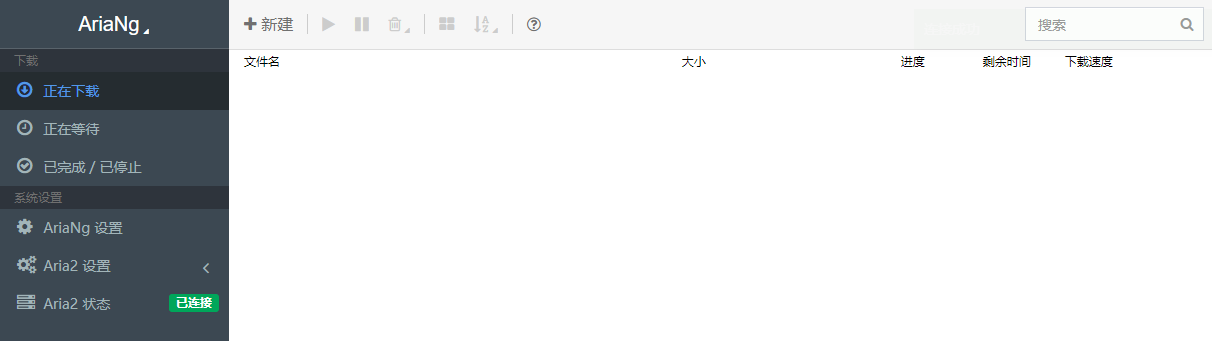 AriaNg
新建
搜索
下载
文件名 大小 进度 剩余时间 下载速度
正在下载
正在等待
已完成 / 已停止
系统设置
AriaNg 设置
Aria2 设置
Aria2 状态 已连接